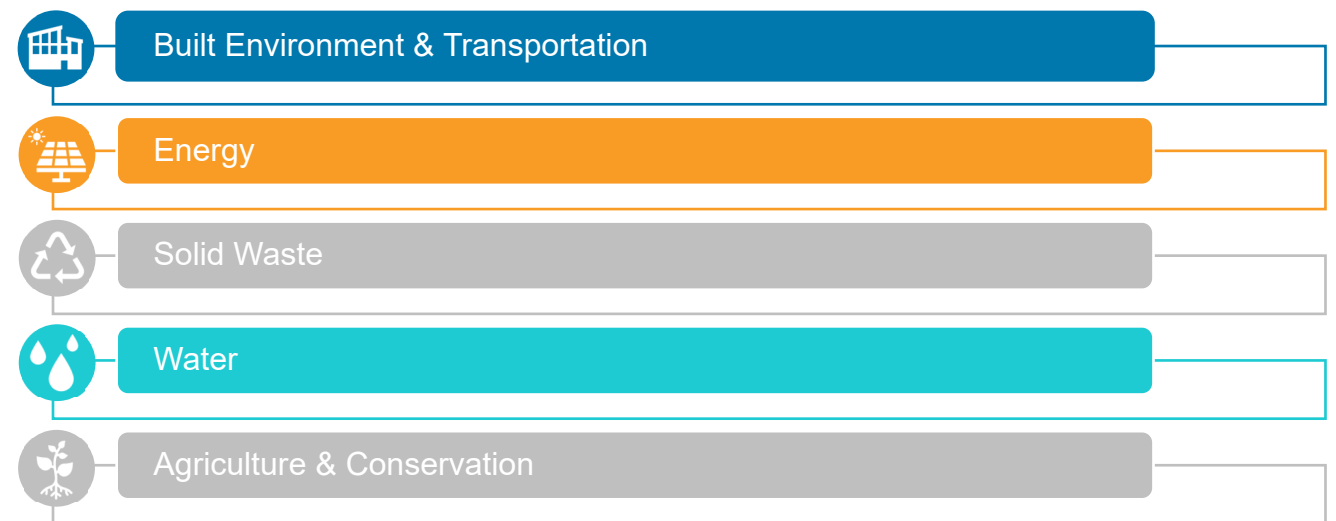 Built Environment & Transportation
Energy
Solid Waste
Water
Agriculture & Conservation